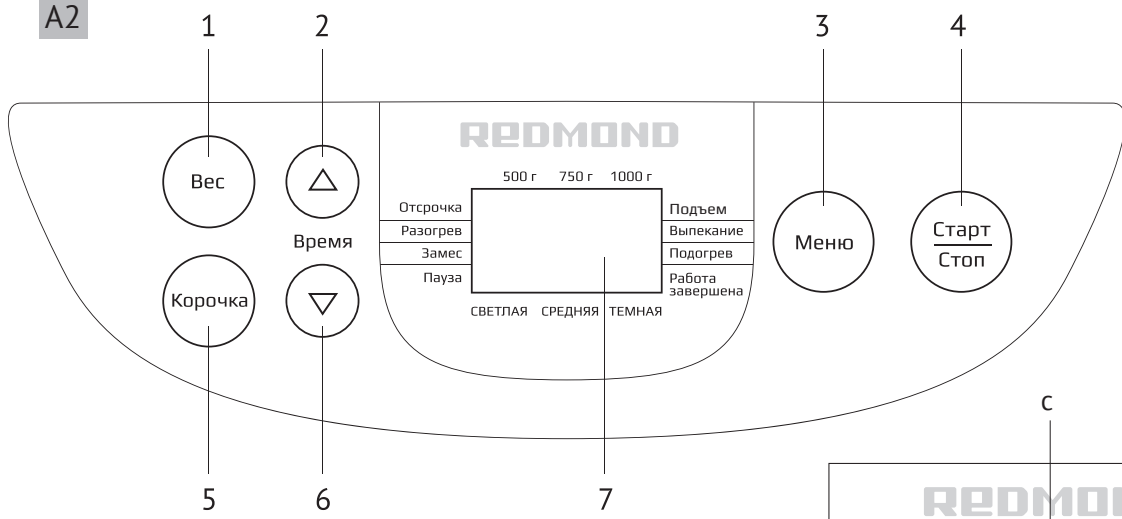 A2
1 2 3 4
REDMOND
500 г 750 г 1000 г
Вес
Отсрочка
Разогрев
Замес
Пауза
Подъем
Выпекание
Подогрев
Работа
завершена
Время
Меню
Старт
Стоп
Корочка
СВЕТЛАЯ СРЕДНЯЯ ТЕМНАЯ
c
5 6 7